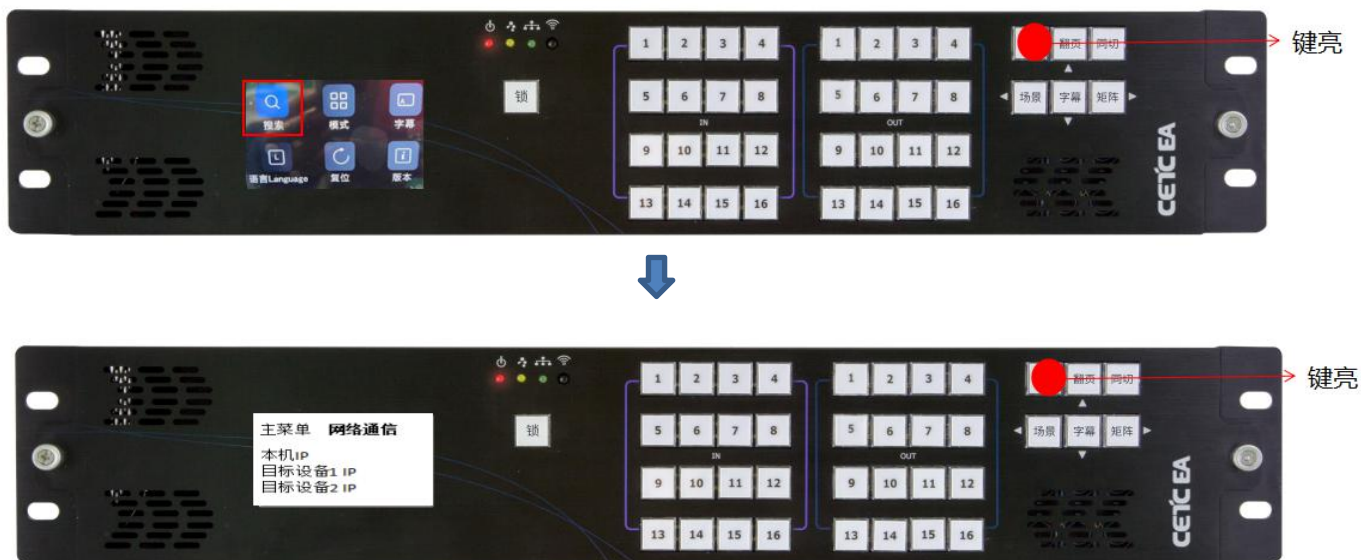 1 2 3 4 1 2 3 4 翻页 同切 键亮
搜索 模式 字幕 锁 5 6 7 8 5 6 7 8 场景 字幕 矩阵
IN OUT
语言Language 复位 版本 9 10 11 12 9 10 11 12
13 14 15 16 13 14 15 16
CETC EA
1 2 3 4 1 2 3 4 翻页 同切 键亮
主菜单 网络通信 锁 5 6 7 8 5 6 7 8 场景 字幕 矩阵
本机IP IN OUT
目标设备1 IP
目标设备2 IP 9 10 11 12 9 10 11 12
13 14 15 16 13 14 15 16
CETC EA